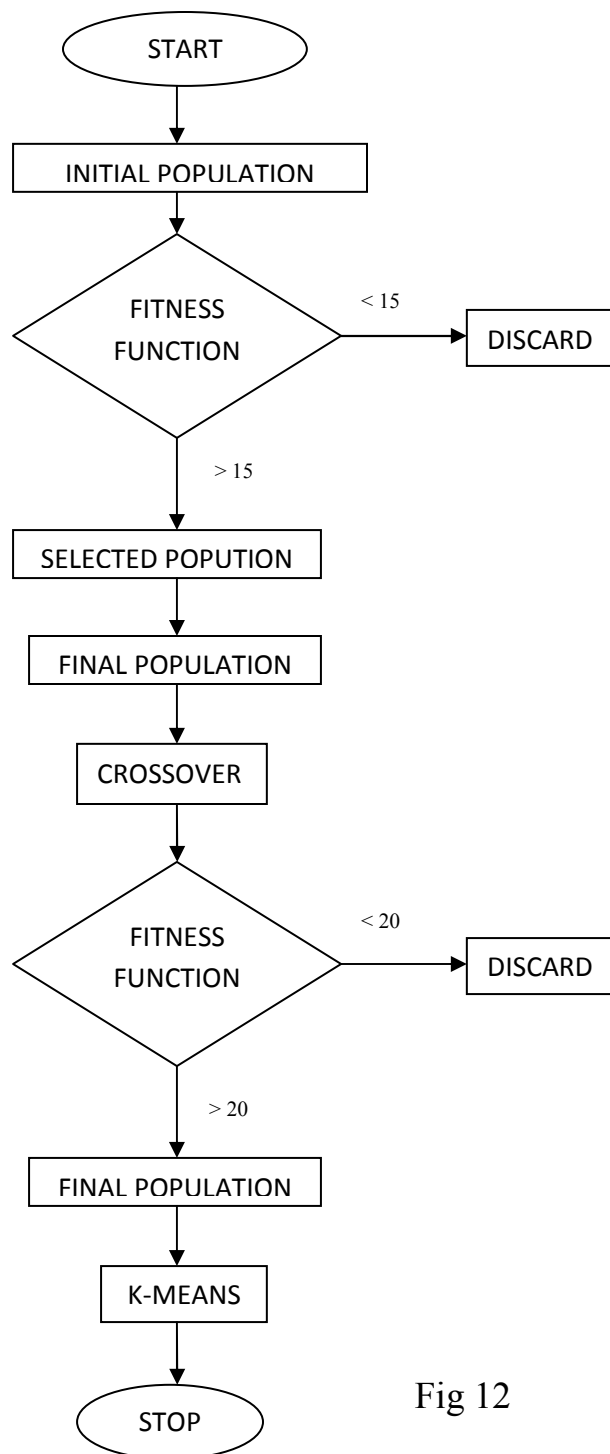 START
INITIAL POPULATION
FITNESS
FUNCTION
< 15
DISCARD
> 15
SELECTED POPUTION
FINAL POPULATION
CROSSOVER
FITNESS
FUNCTION
< 20
DISCARD
> 20
FINAL POPULATION
K-MEANS
STOP
Fig 12